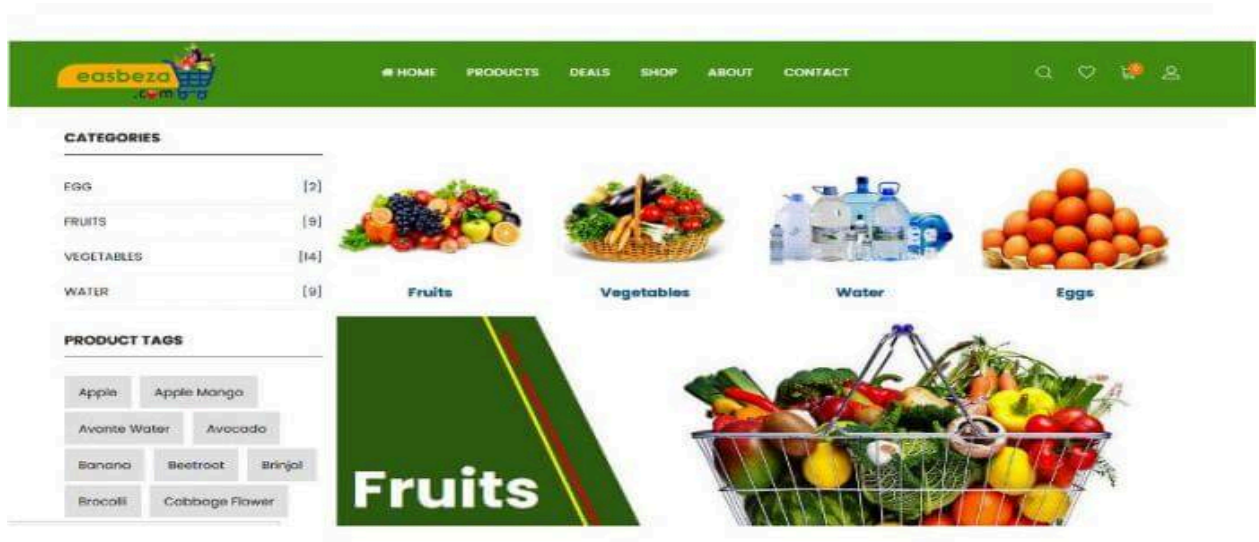 easbeza
.com
HOME PRODUCTS DEALS SHOP ABOUT CONTACT
0
CATEGORIES
EGG [2]
FRUITS [9]
VEGETABLES [14]
WATER [9]
Fruits Vegetables Water Eggs
PRODUCT TAGS
Apple Apple Mango
Avonte Water Avocado
Banana Beetroot Brinjal
Brocolli Cabbage Flower
Fruits